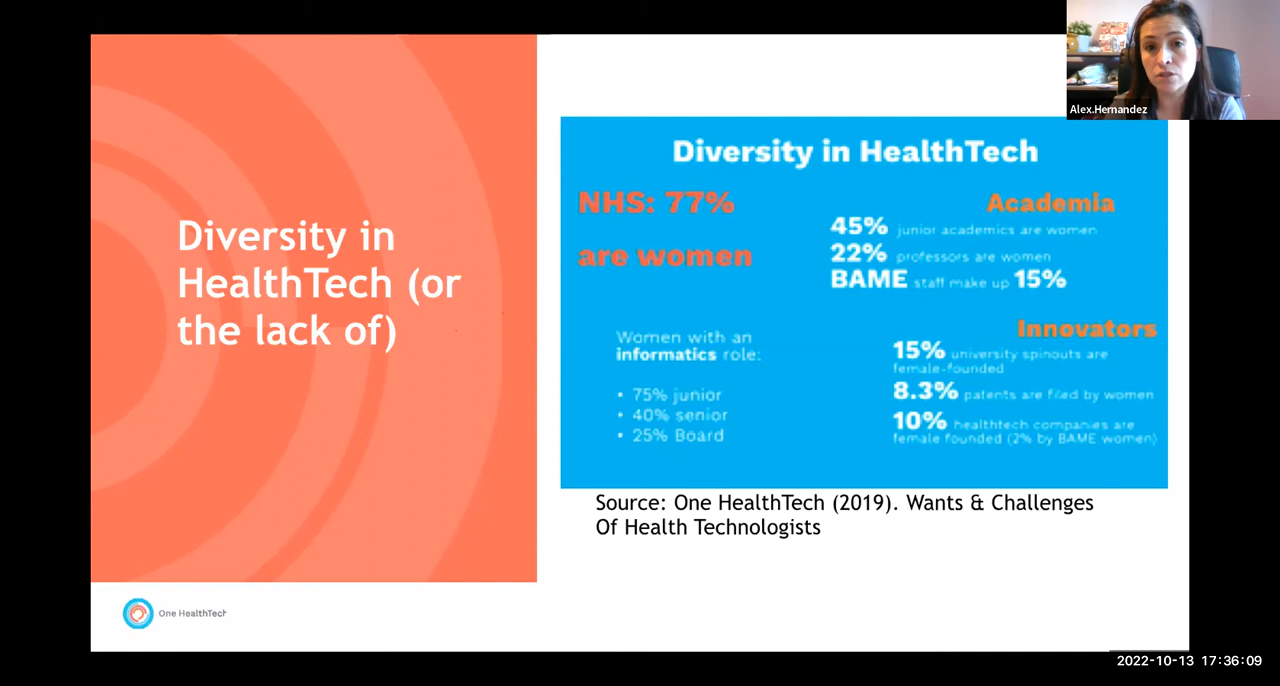 Alex.Hernandez
Diversity in
HealthTech (or
the lack of)
Diversity in HealthTech
NHS: 77%
are women
Women with an
informatics role:
• 75% junior
• 40% senior
• 25% Board
Academia
45% junior academics are women
22% professors are women
BAME staff make up 15%
Innovators
15% university spinouts are
female-founded
8.3% patents are filed by women
10% healthtech companies are
female founded (2% by BAME women)
Source: One HealthTech (2019). Wants & Challenges
Of Health Technologists
One HealthTech
2022-10-13 17:36:09